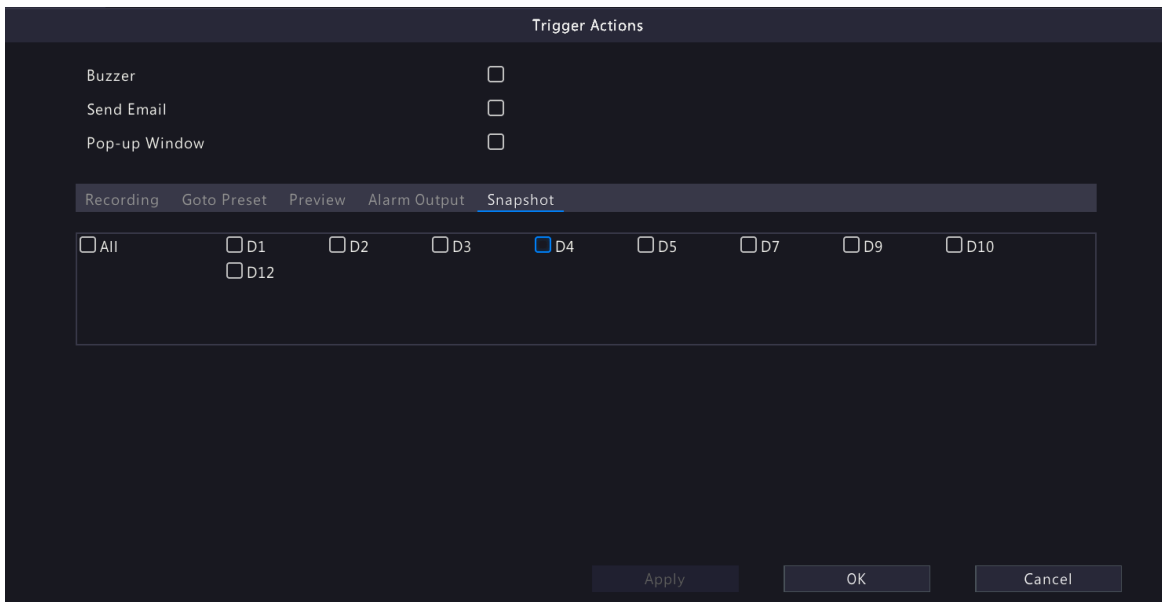 Trigger Actions
Buzzer
Send Email
Pop-up Window
Recording Goto Preset Preview Alarm Output Snapshot
All D1 D2 D3 D4 D5 D7 D9 D10
D12
Apply OK Cancel